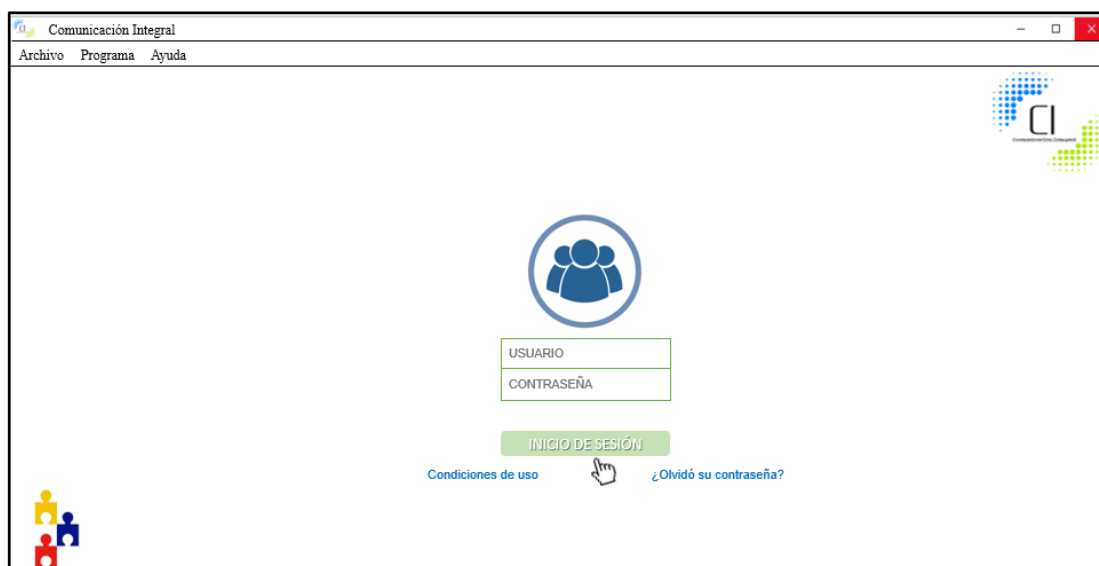 Comunicación Integral
Archivo Programa Ayuda
CI
USUARIO
CONTRASEÑA
INICIO DE SESIÓN
Condiciones de uso ¿Olvidó su contraseña?